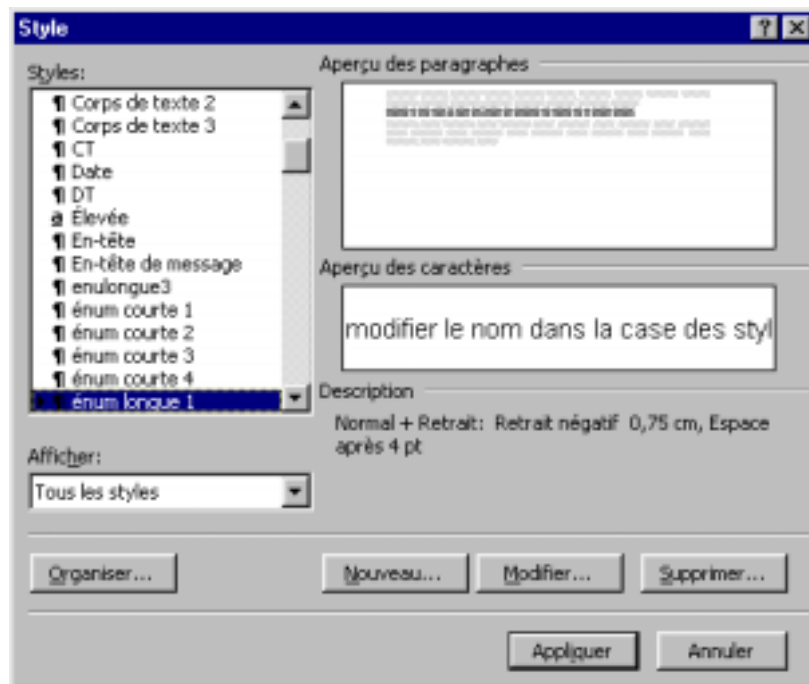 Style
Styles:
¶ Corps de texte 2
¶ Corps de texte 3
¶ CT
¶ Date
¶ DT
a Élevée
¶ En-tête
¶ En-tête de message
¶ enulongue3
¶ énum courte 1
¶ énum courte 2
¶ énum courte 3
¶ énum courte 4
¶ énum longue 1
Afficher:
Tous les styles
Aperçu des paragraphes
Aperçu des caractères
modifier le nom dans la case des styl
Description
Normal + Retrait: Retrait négatif 0,75 cm, Espace
après 4 pt
Organiser...
Nouveau...
Modifier...
Supprimer...
Appliquer
Annuler